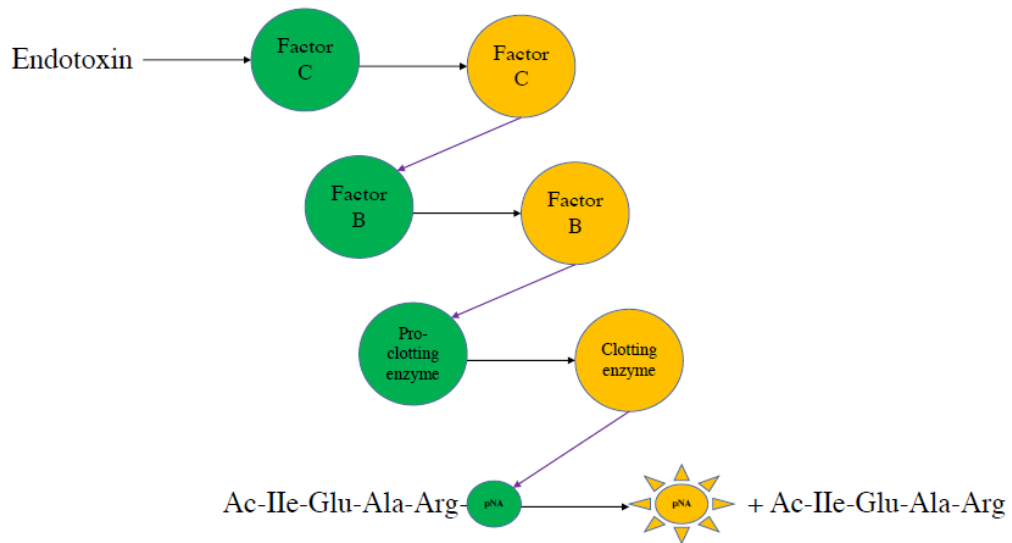 Endotoxin
Factor
C
Factor
C
Factor
B
Factor
B
Pro-
clotting
enzyme
Clotting
enzyme
Ac-IIe-Glu-Ala-Arg-
pNA
pNA
+ Ac-IIe-Glu-Ala-Arg